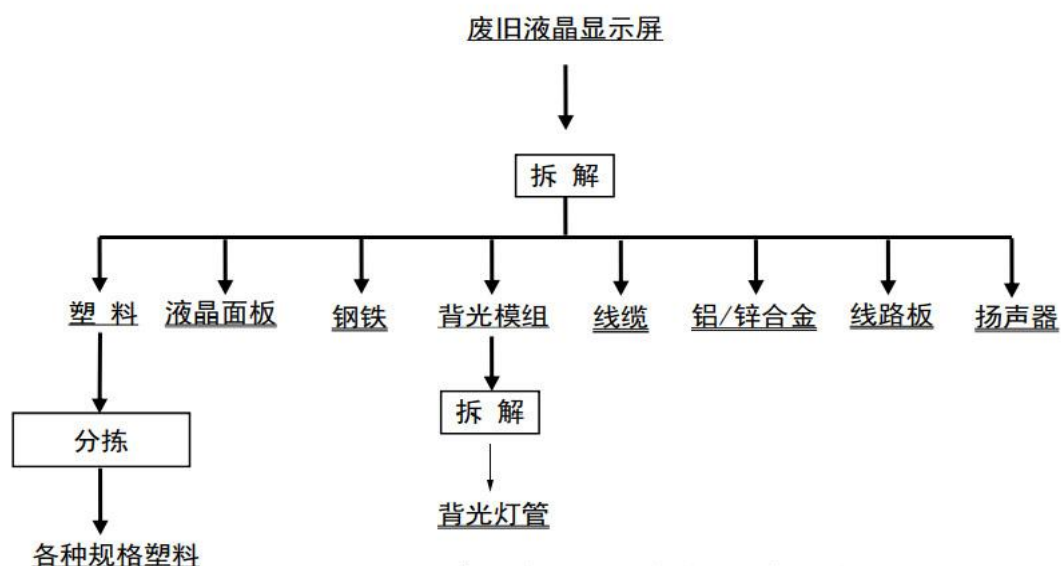 废旧液晶显示屏
拆 解
塑 料 液晶面板 钢铁 背光模组 线缆 铝/锌合金 线路板 扬声器
拆 解
分拣
背光灯管
各种规格塑料